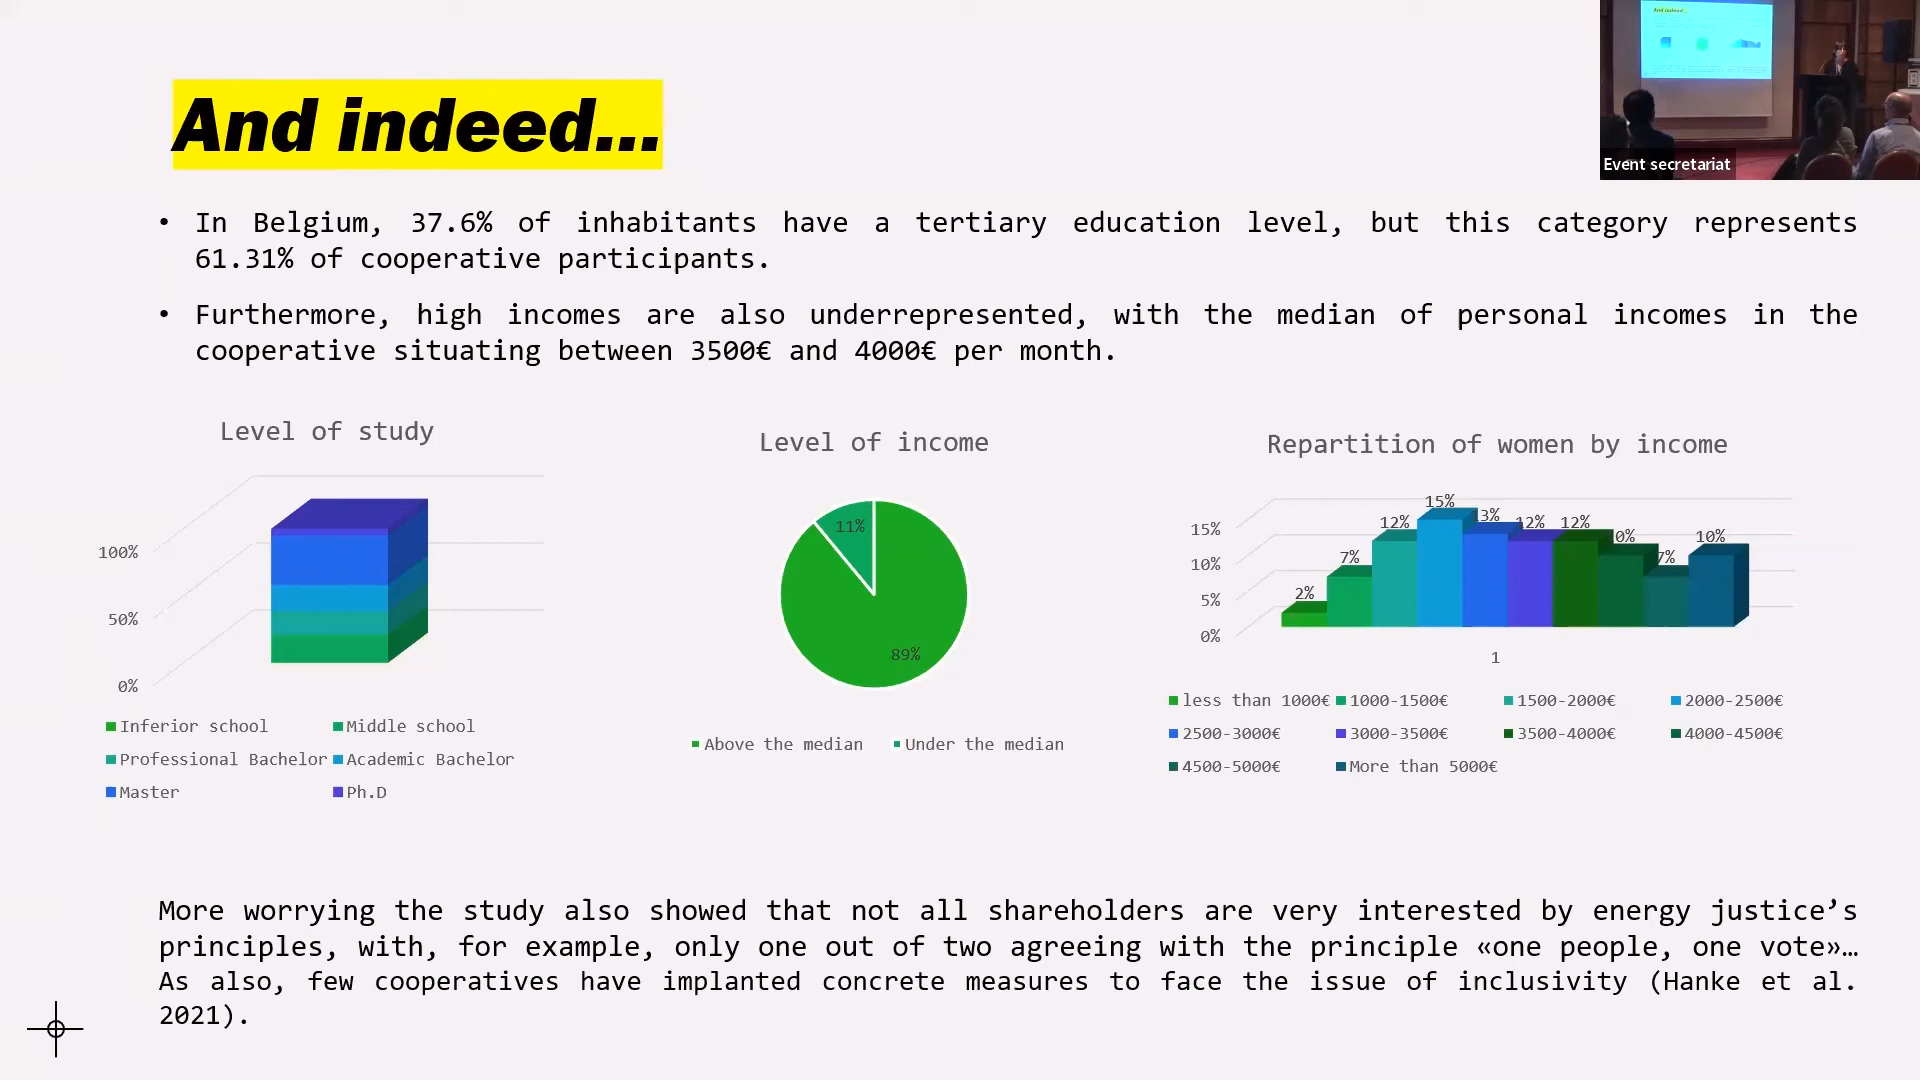 And indeed...
Event secretariat
• In Belgium, 37.6% of inhabitants have a tertiary education level, but this category represents
61.31% of cooperative participants.
• Furthermore, high incomes are also underrepresented, with the median of personal incomes in the
cooperative situating between 3500€ and 4000€ per month.
Level of study
100%
50%
0%
Inferior school
Middle school
Professional Bachelor
Academic Bachelor
Master
Ph.D
Level of income
11%
89%
Above the median
Under the median
Repartition of women by income
15%
10%
5%
0%
2%
7%
12%
15%
13%
12%
12%
0%
7%
10%
1
less than 1000€
1000-1500€
1500-2000€
2000-2500€
2500-3000€
3000-3500€
3500-4000€
4000-4500€
4500-5000€
More than 5000€
More worrying the study also showed that not all shareholders are very interested by energy justice’s
principles, with, for example, only one out of two agreeing with the principle «one people, one vote»…
As also, few cooperatives have implanted concrete measures to face the issue of inclusivity (Hanke et al.
2021).